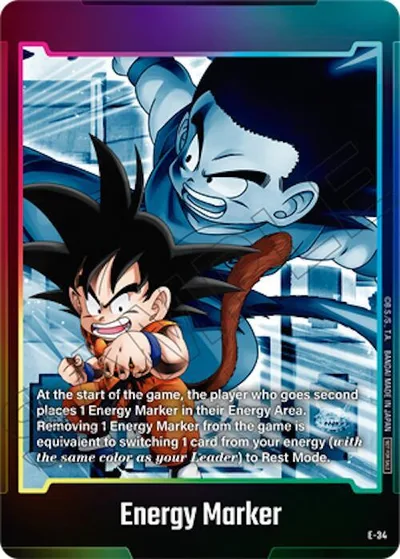 At the start of the game, the player who goes second
places 1 Energy Marker in their Energy Area.
Removing 1 Energy Marker from the game is
equivalent to switching 1 card from your energy (with
the same color as your Leader) to Rest Mode.
©B.S./S., T.A. BANDAI MADE IN JAPAN
Energy Marker
E-34